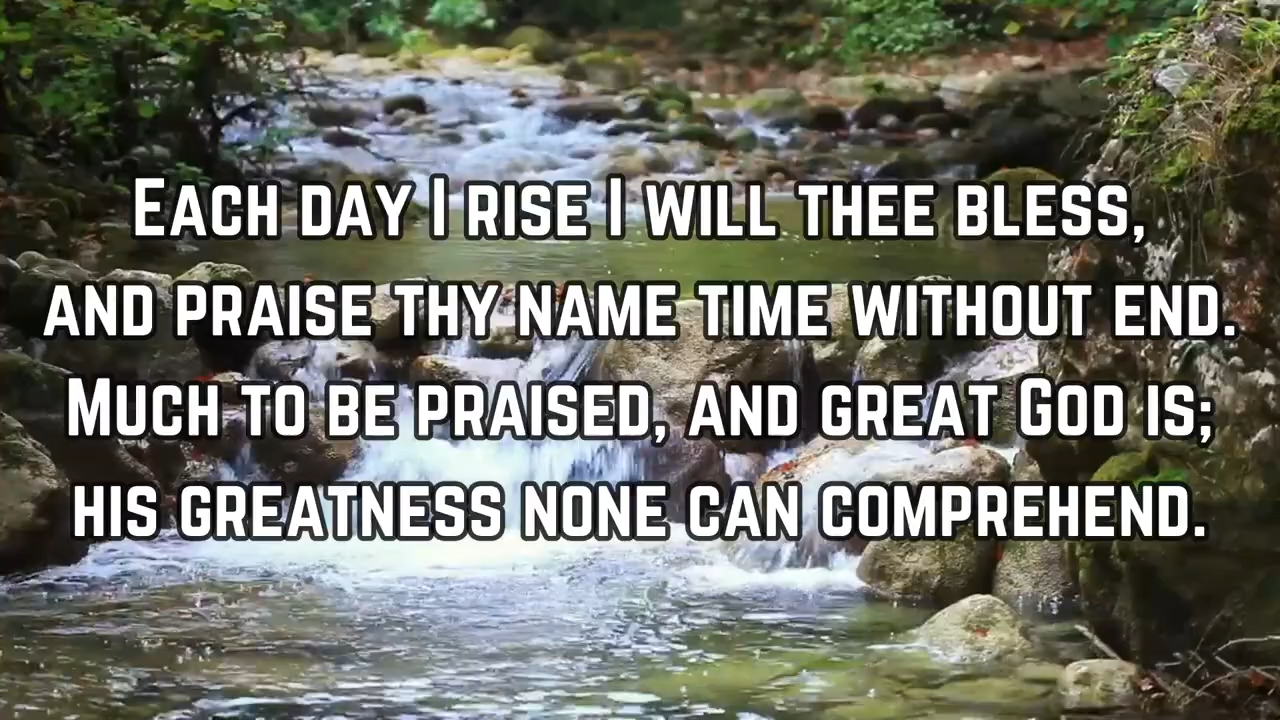 Each day I rise I will thee bless,
and praise thy name time without end.
Much to be praised, and great God is;
his greatness none can comprehend.